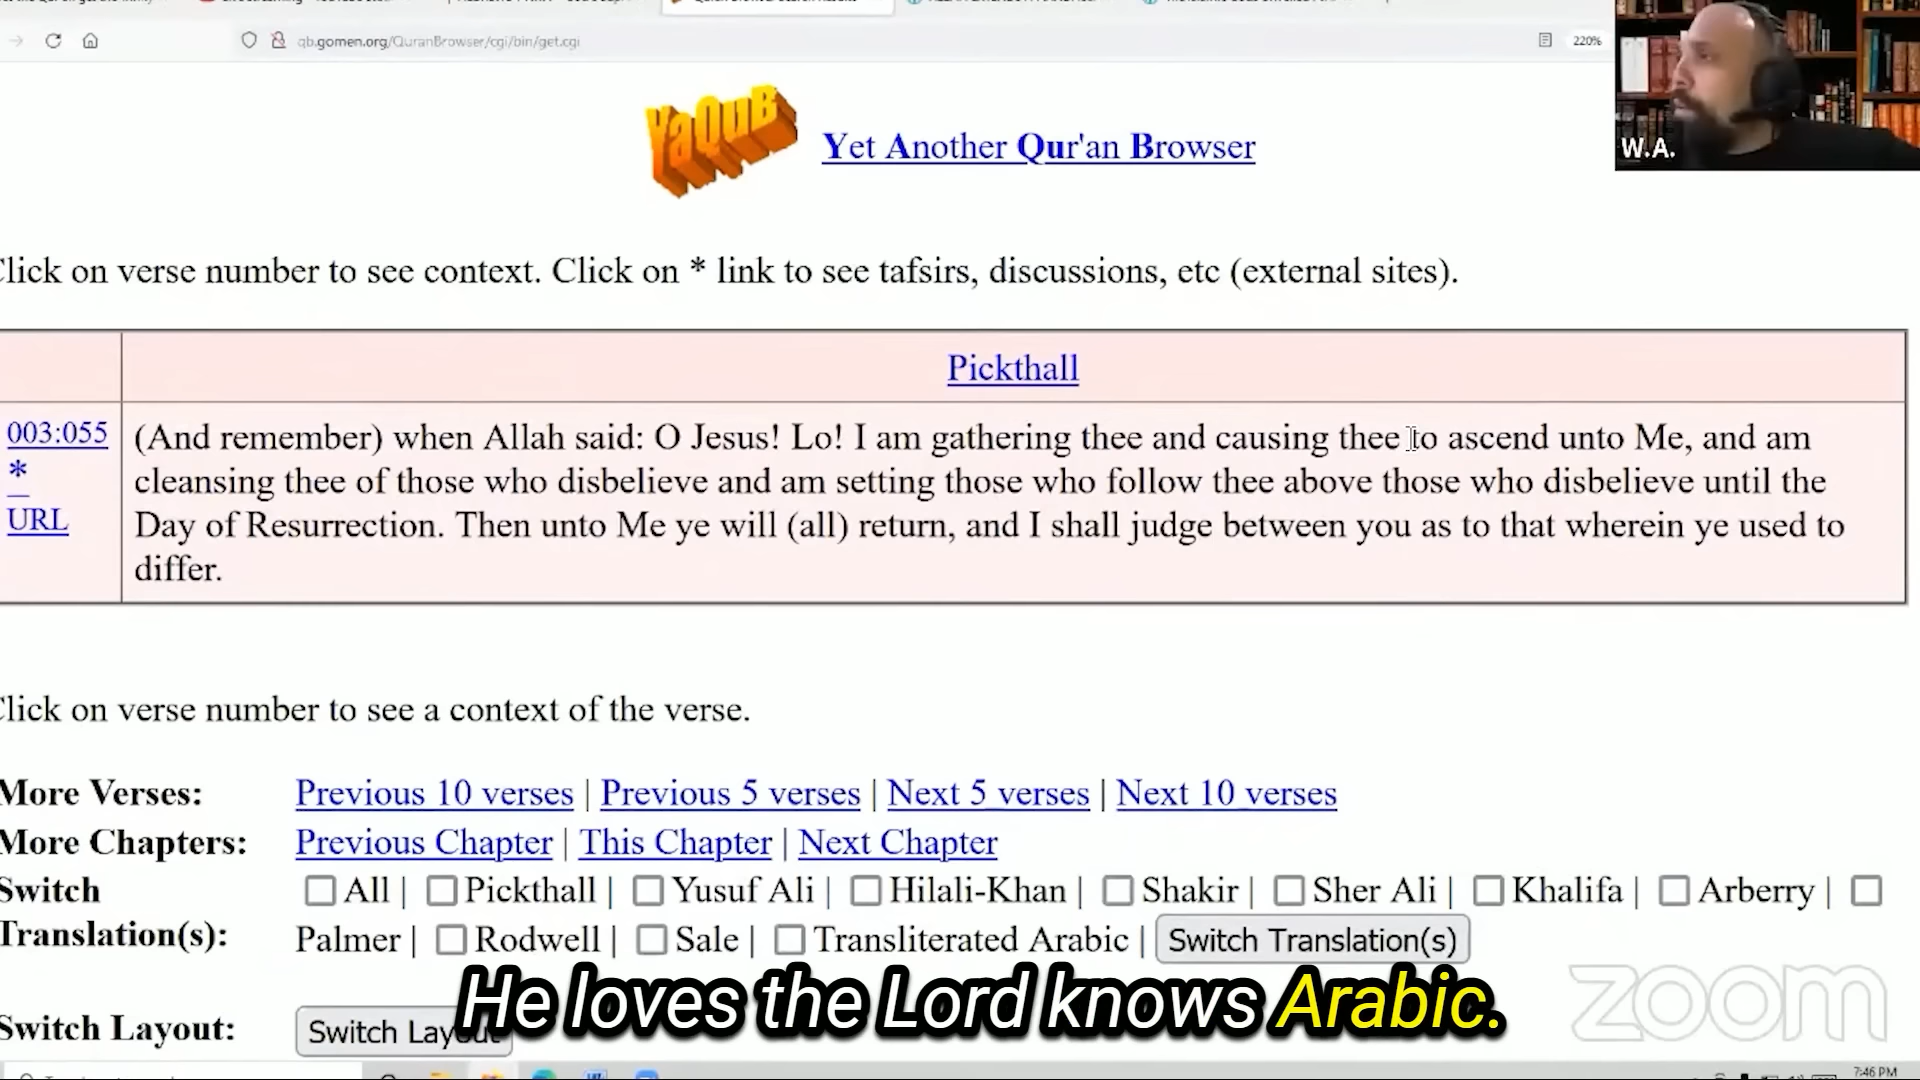 qb.gomen.org/QuranBrowser/cgi/bin/get.cgi
220%
YaQuB
Yet Another Qur'an Browser
W.A.
Click on verse number to see context. Click on * link to see tafsirs, discussions, etc (external sites).
Pickthall
003:055
*
URL
(And remember) when Allah said: O Jesus! Lo! I am gathering thee and causing thee to ascend unto Me, and am
cleansing thee of those who disbelieve and am setting those who follow thee above those who disbelieve until the
Day of Resurrection. Then unto Me ye will (all) return, and I shall judge between you as to that wherein ye used to
differ.
Click on verse number to see a context of the verse.
More Verses: Previous 10 verses | Previous 5 verses | Next 5 verses | Next 10 verses
More Chapters: Previous Chapter | This Chapter | Next Chapter
Switch All | Pickthall | Yusuf Ali | Hilali-Khan | Shakir | Sher Ali | Khalifa | Arberry |
Translation(s): Palmer | Rodwell | Sale | Transliterated Arabic | Switch Translation(s)
He loves the Lord knows Arabic.
Switch Layout: Switch Layout
zoom
7:46 PM